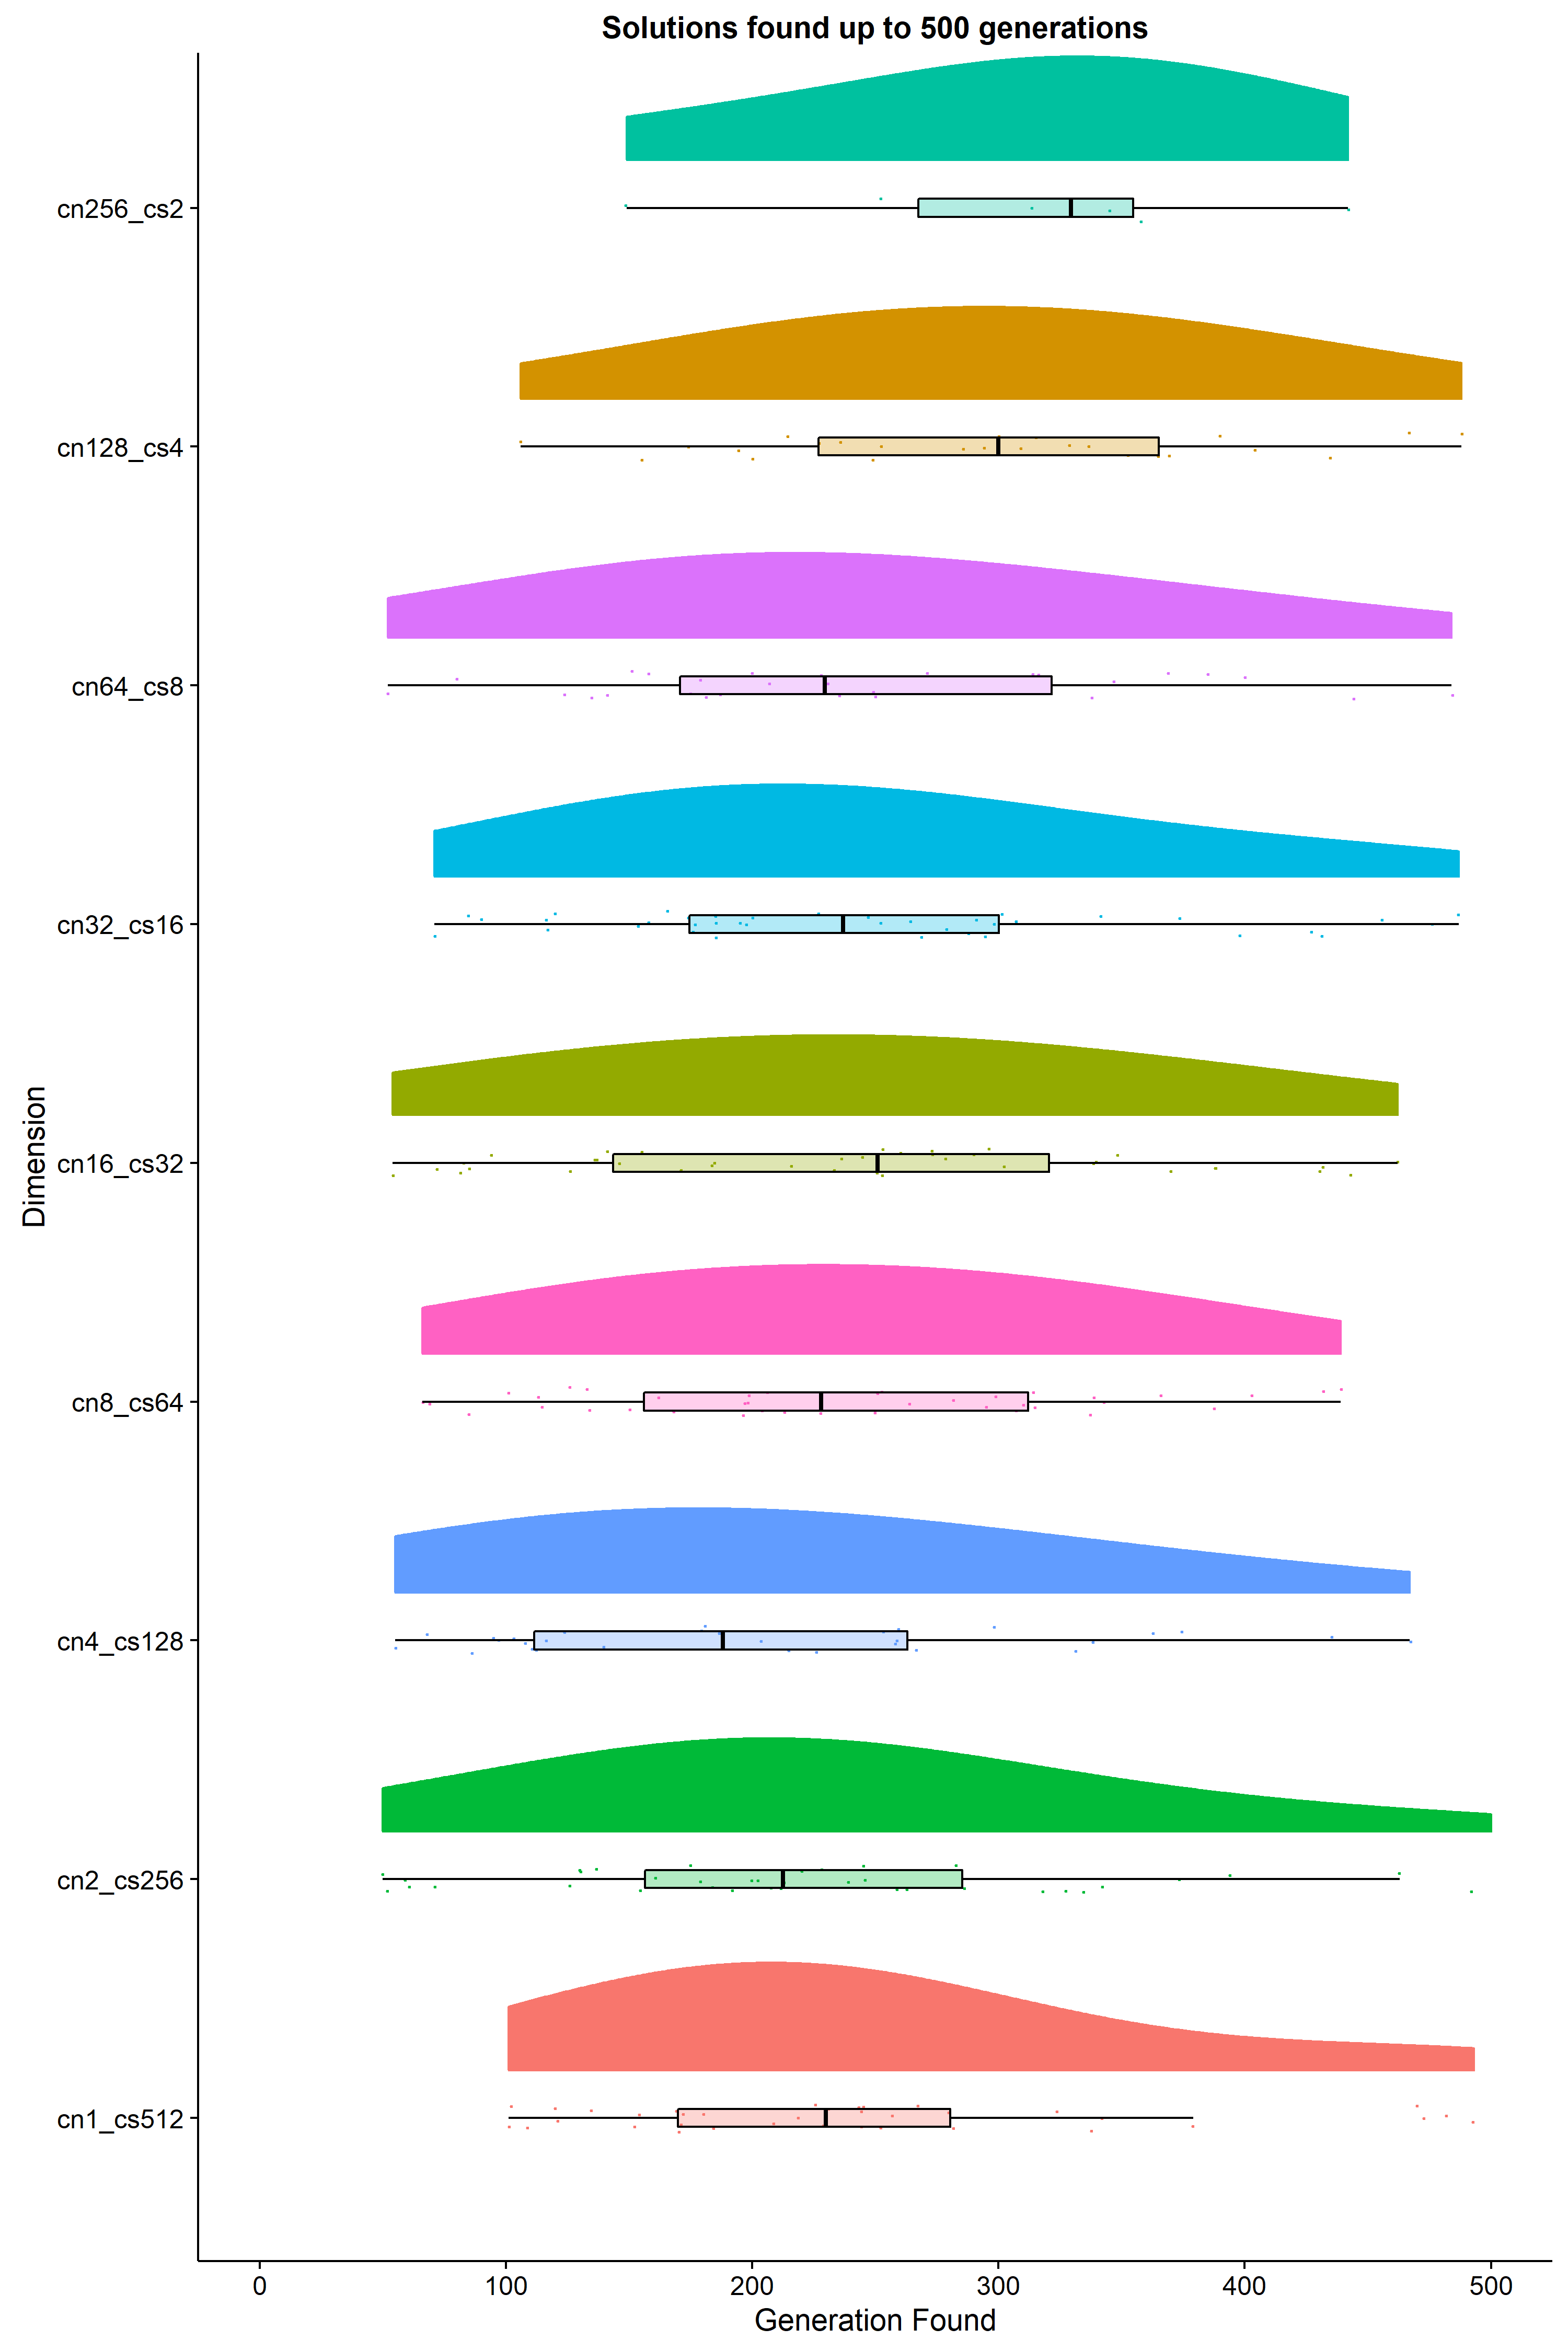 Solutions found up to 500 generations
cn256_cs2
cn128_cs4
cn64_cs8
cn32_cs16
cn16_cs32
Dimension
cn8_cs64
cn4_cs128
cn2_cs256
cn1_cs512
0 100 200 300 400 500
Generation Found